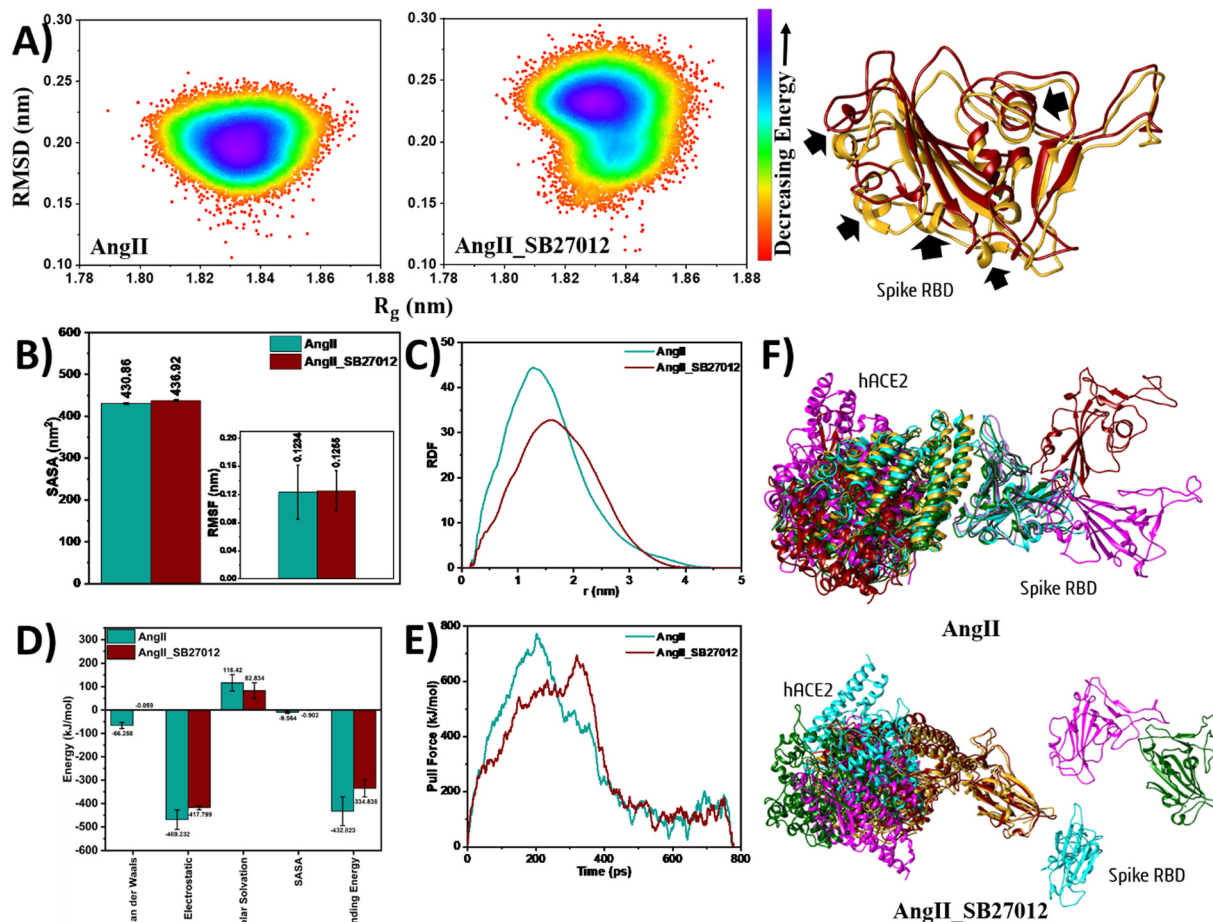 A)
RMSD (nm)
0.30
0.25
0.20
0.15
0.10
AngII
1.80 1.82 1.84 1.86 1.88
0.30
0.25
0.20
0.15
0.10
AngII_SB27012
1.80 1.82 1.84 1.86 1.88
Rg (nm)
Decreasing Energy
Spike RBD
B)
SASA (nm²)
600
500
400
300
200
100
0
430.86
436.92
AngII
AngII_SB27012
RMSF (nm)
0.20
0.16
0.12
0.08
0.04
0.00
0.1234
0.1255
C)
RDF
50
40
30
20
10
0
AngII
AngII_SB27012
0 1 2 3 4 5
r (nm)
D)
Energy (kJ/mol)
300
200
100
0
-100
-200
-300
-400
-500
-600
AngII
AngII_SB27012
-66.258
-0.059
-469.232
-417.799
116.42
82.834
-9.564
-0.902
-432.823
-334.838
an der Waals
Electrostatic
olar Solvation
SASA
nding Energy
E)
Pull Force (kJ/mol)
800
600
400
200
0
AngII
AngII_SB27012
0 200 400 600 800
Time (ps)
F)
hACE2
Spike RBD
AngII
hACE2
Spike RBD
AngII_SB27012